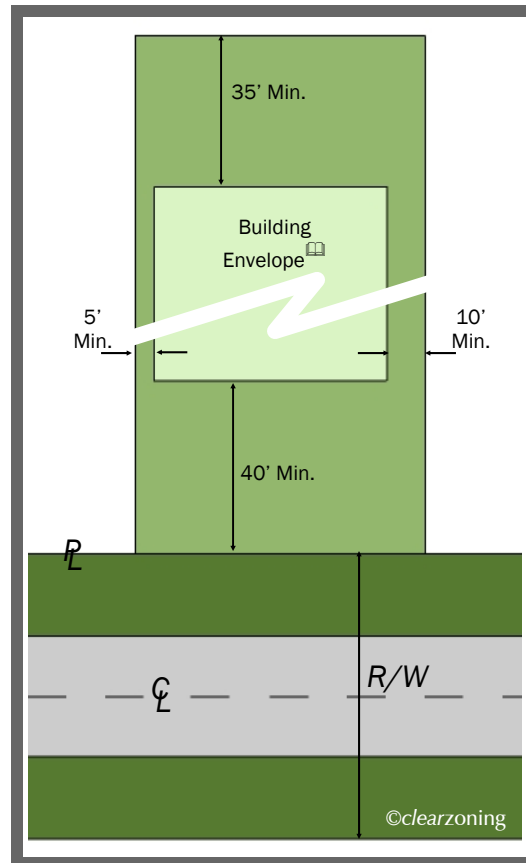 35’ Min.
Building
Envelope
5’
Min.
10’
Min.
40’ Min.
PL
CL
R/W
©clearzoning